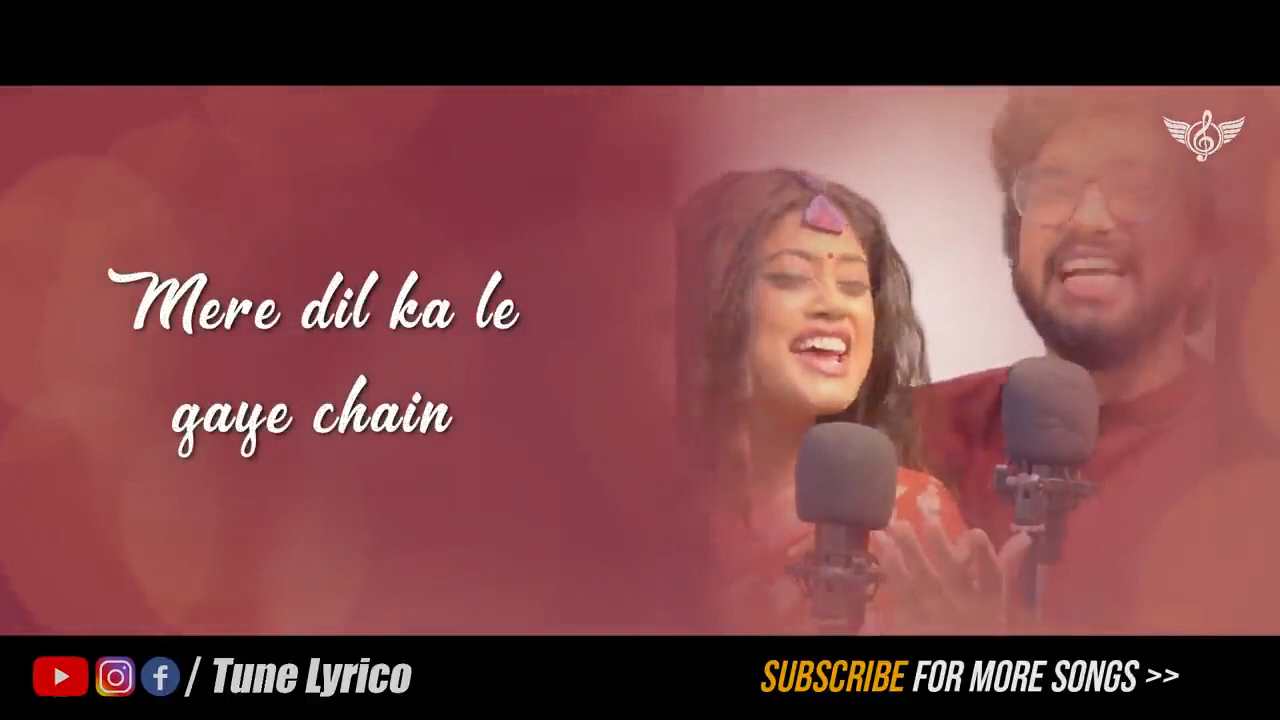 Mere dil ka le
gaye chain
/ Tune Lyrico
SUBSCRIBE FOR MORE SONGS >>